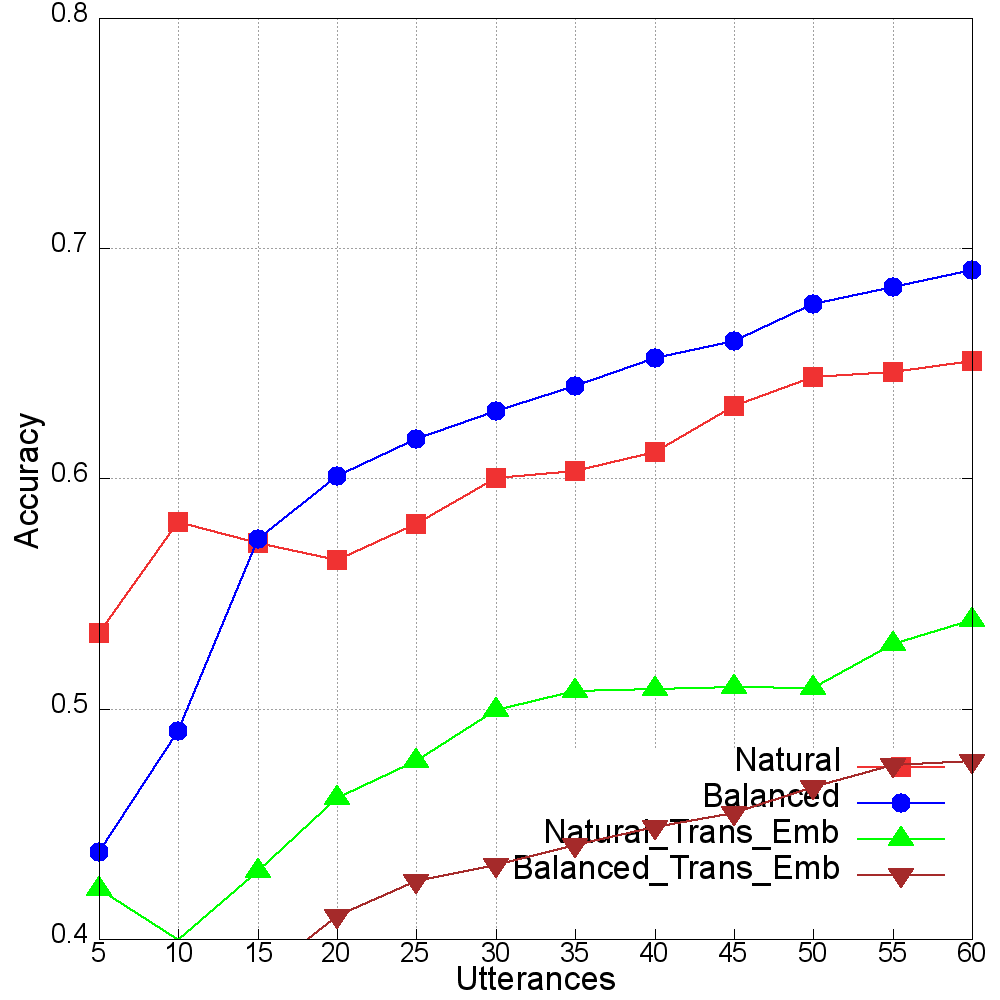 0.8
0.7
0.6
0.5
0.4
Accuracy
Natural
Balanced
Natural_Trans_Emb
Balanced_Trans_Emb
5 10 15 20 25 30 35 40 45 50 55 60
Utterances